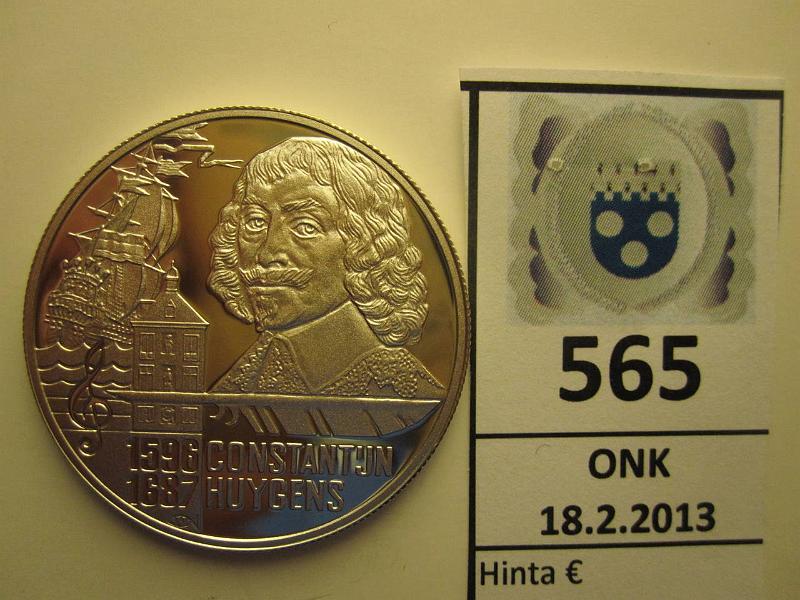 1596 CONSTANTIJN
1687 HUYGENS
565
ONK
18.2.2013
Hinta €